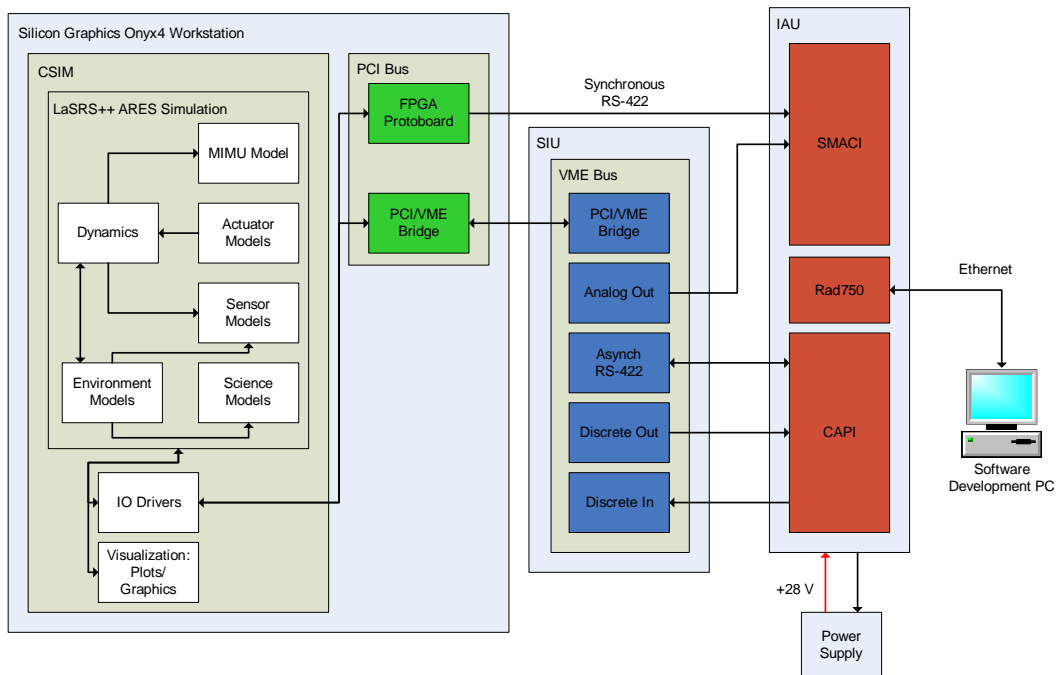 Silicon Graphics Onyx4 Workstation
CSIM
LaSRS++ ARES Simulation
MIMU Model
Dynamics
Actuator
Models
Sensor
Models
Environment
Models
Science
Models
IO Drivers
Visualization:
Plots/
Graphics
PCI Bus
FPGA
Protoboard
PCI/VME
Bridge
Synchronous
RS-422
SIU
VME Bus
PCI/VME
Bridge
Analog Out
Asynch
RS-422
Discrete Out
Discrete In
IAU
SMACI
Rad750
CAPI
Ethernet
Software
Development PC
+28 V
Power
Supply